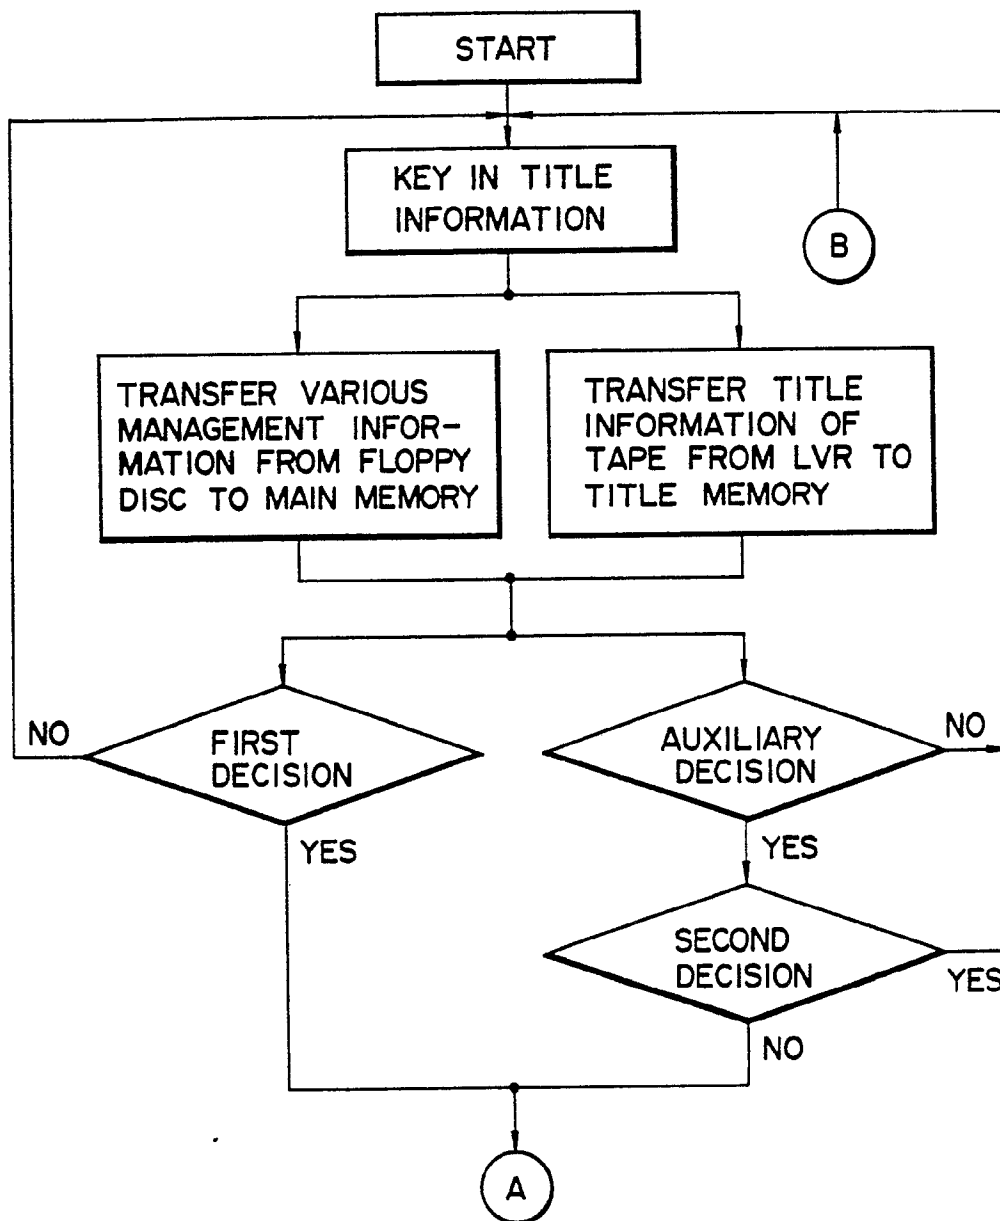 START
KEY IN TITLE
INFORMATION
B
TRANSFER VARIOUS
MANAGEMENT INFOR-
MATION FROM FLOPPY
DISC TO MAIN MEMORY
TRANSFER TITLE
INFORMATION OF
TAPE FROM LVR TO
TITLE MEMORY
NO
FIRST
DECISION
YES
AUXILIARY
DECISION
NO
YES
SECOND
DECISION
YES
NO
A